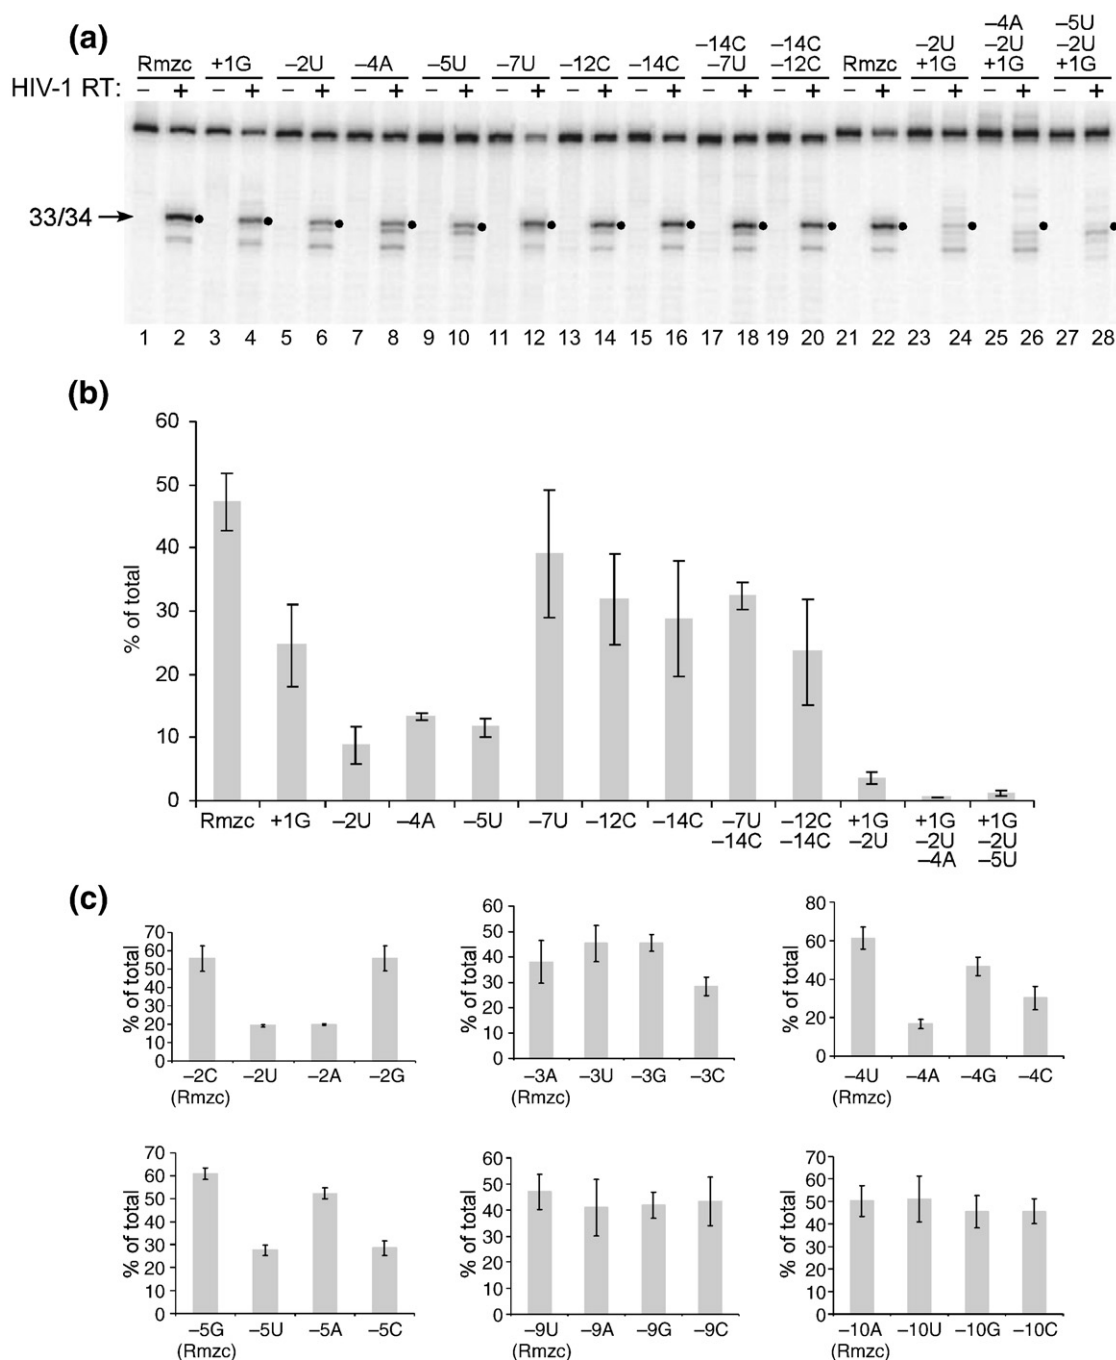 (a)
–4A –5U
–14C –14C –2U –2U –2U
Rmzc +1G –2U –4A –5U –7U –12C –14C –7U –12C Rmzc +1G +1G +1G
HIV-1 RT: – + – + – + – + – + – + – + – + – + – + – + – + – + – +
33/34
1 2 3 4 5 6 7 8 9 10 11 12 13 14 15 16 17 18 19 20 21 22 23 24 25 26 27 28
(b)
60
50
40
30
20
10
0
% of total
Rmzc +1G –2U –4A –5U –7U –12C –14C –7U –12C +1G +1G +1G
–14C –14C –2U –2U –2U
–4A –5U
(c)
70
60
50
40
30
20
10
0
% of total
–2C –2U –2A –2G
(Rmzc)
60
50
40
30
20
10
0
% of total
–3A –3U –3G –3C
(Rmzc)
80
60
40
20
0
% of total
–4U –4A –4G –4C
(Rmzc)
70
60
50
40
30
20
10
0
% of total
–5G –5U –5A –5C
(Rmzc)
70
60
50
40
30
20
10
0
% of total
–9U –9A –9G –9C
(Rmzc)
70
60
50
40
30
20
10
0
% of total
–10A –10U –10G –10C
(Rmzc)